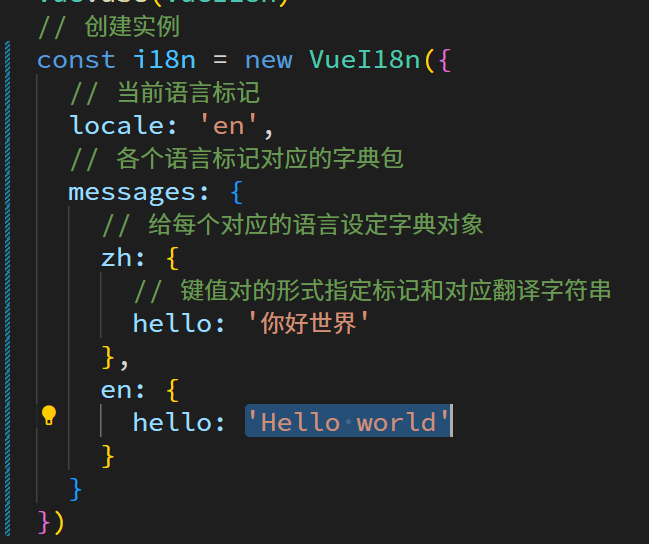 // 创建实例
const i18n = new VueI18n({
  // 当前语言标记
  locale: 'en',
  // 各个语言标记对应的字典包
  messages: {
    // 给每个对应的语言设定字典对象
    zh: {
      // 键值对的形式指定标记和对应翻译字符串
      hello: '你好世界'
    },
    en: {
      hello: 'Hello world'
    }
  }
})